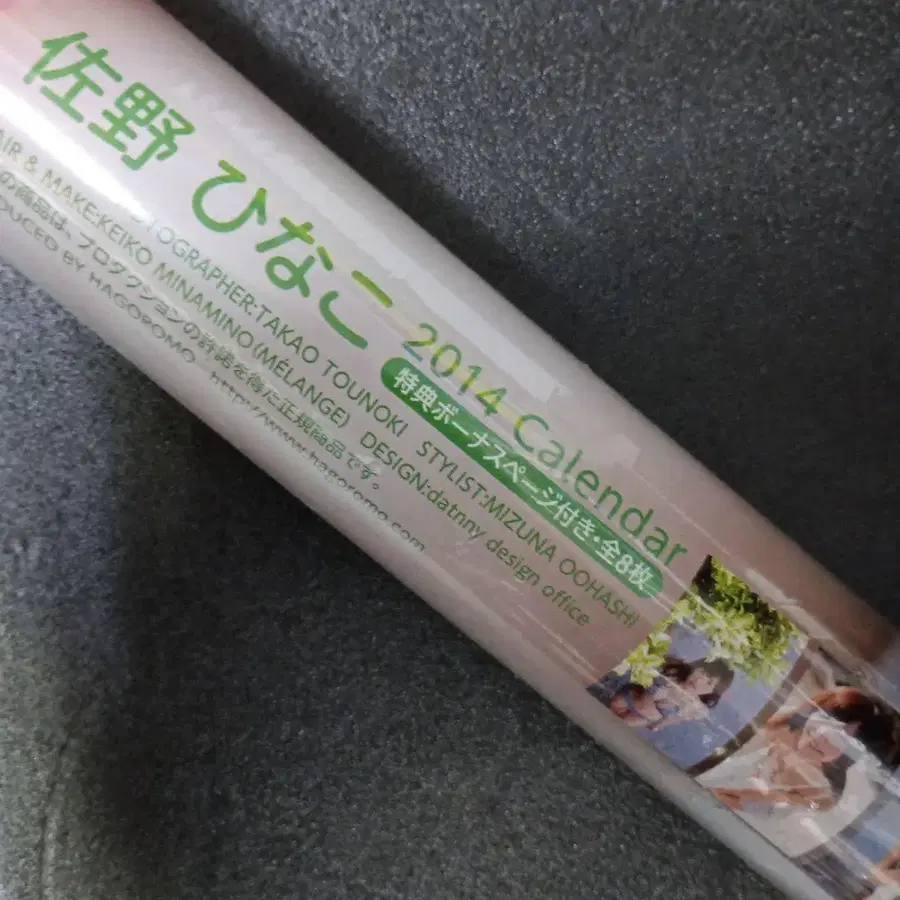 佐野 ひなこ 2014 Calendar
特典ボーナスページ付き・全8枚
TOGRAPHER:TAKAO TOUNOKI STYLIST:MIZUNA OOHASHI
AIR & MAKE:KEIKO MINAMINO(MÉLANGE) DESIGN:datnny design office
の商品は、プロダクションの許諾を得た正規商品です。
DUCED BY HAGOROMO http://www.hagoromo.com